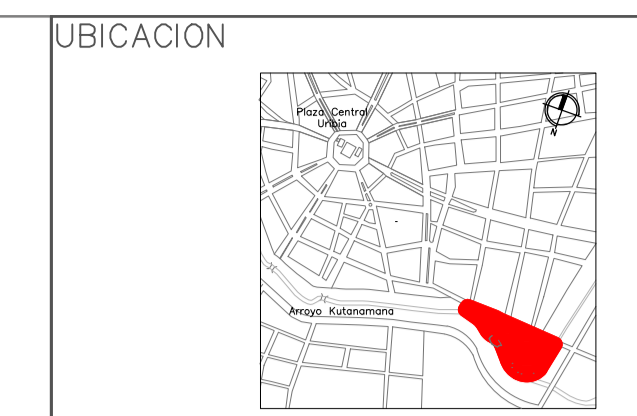 UBICACION
Plaza Central
Uribia
N
Arroyo Kutanamana